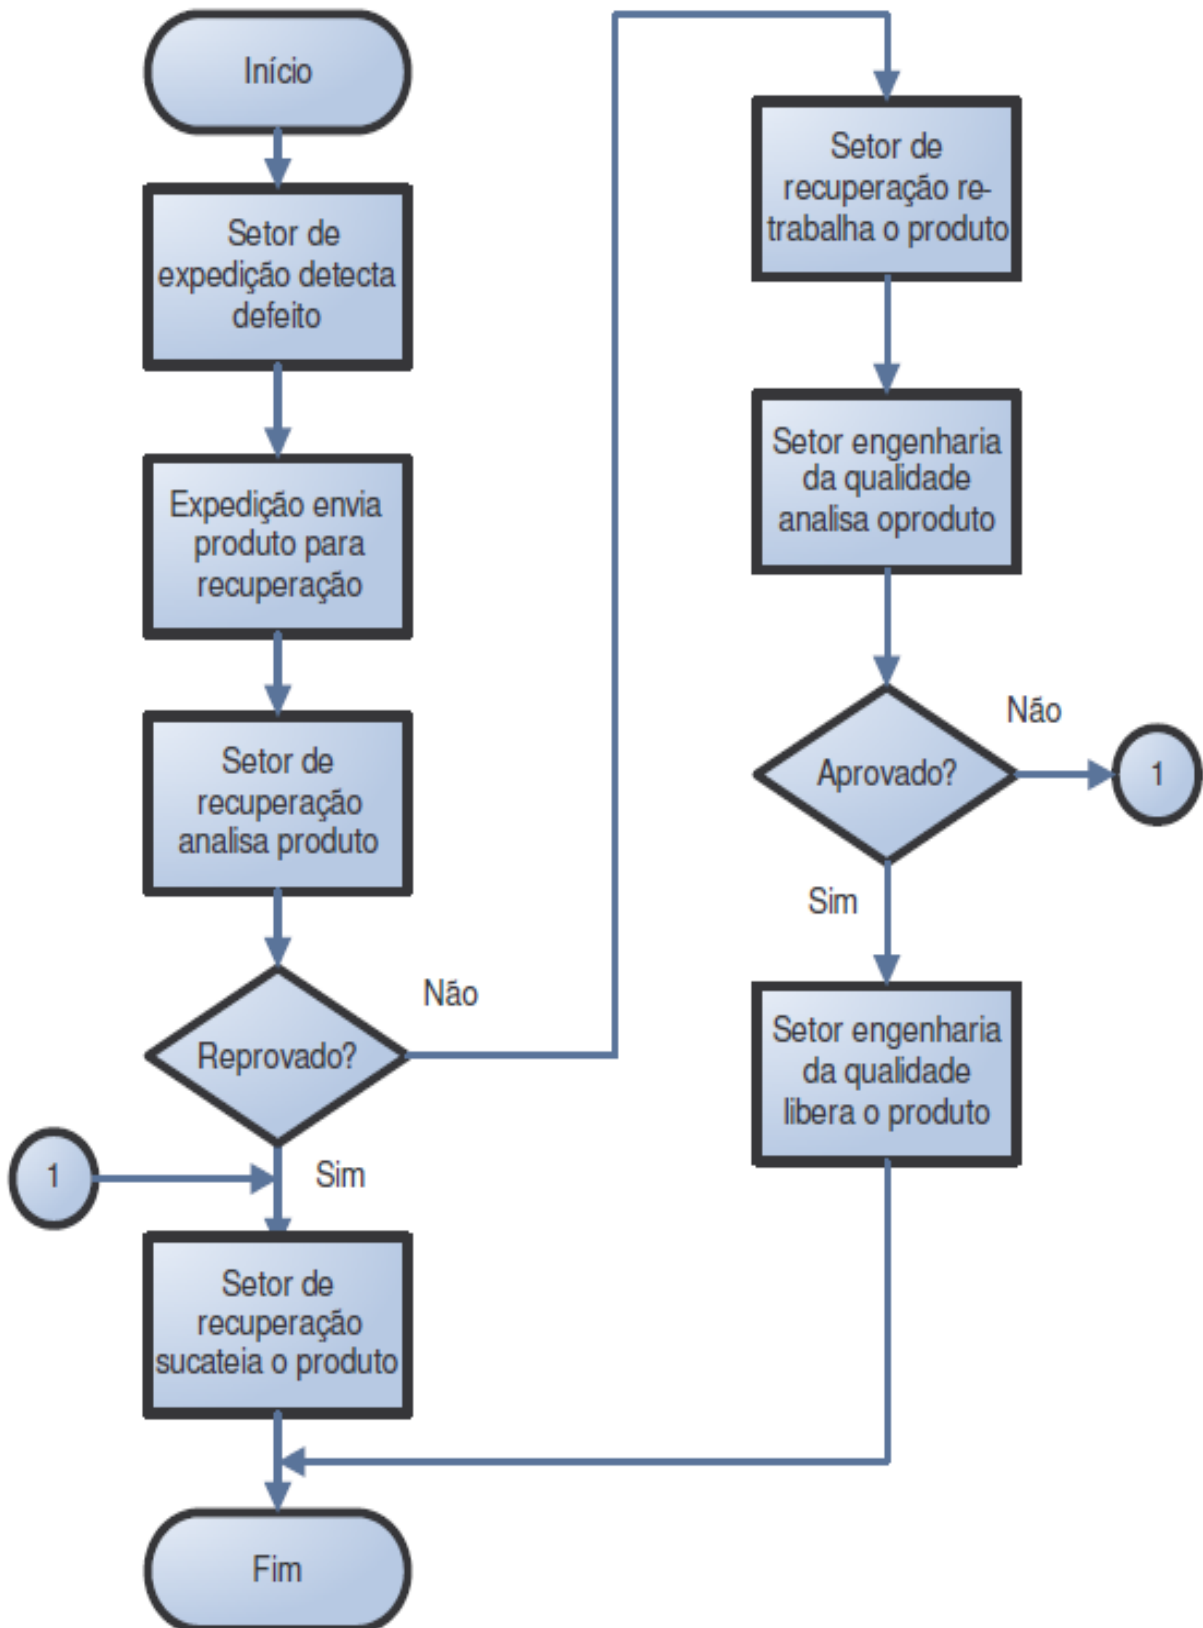 Início
Setor de
expedição detecta
defeito
Expedição envia
produto para
recuperação
Setor de
recuperação
analisa produto
Reprovado?
Não
Sim
1
Setor de
recuperação
sucateia o produto
Fim
Setor de
recuperação re-
trabalha o produto
Setor engenharia
da qualidade
analisa oproduto
Aprovado?
Não
1
Sim
Setor engenharia
da qualidade
libera o produto